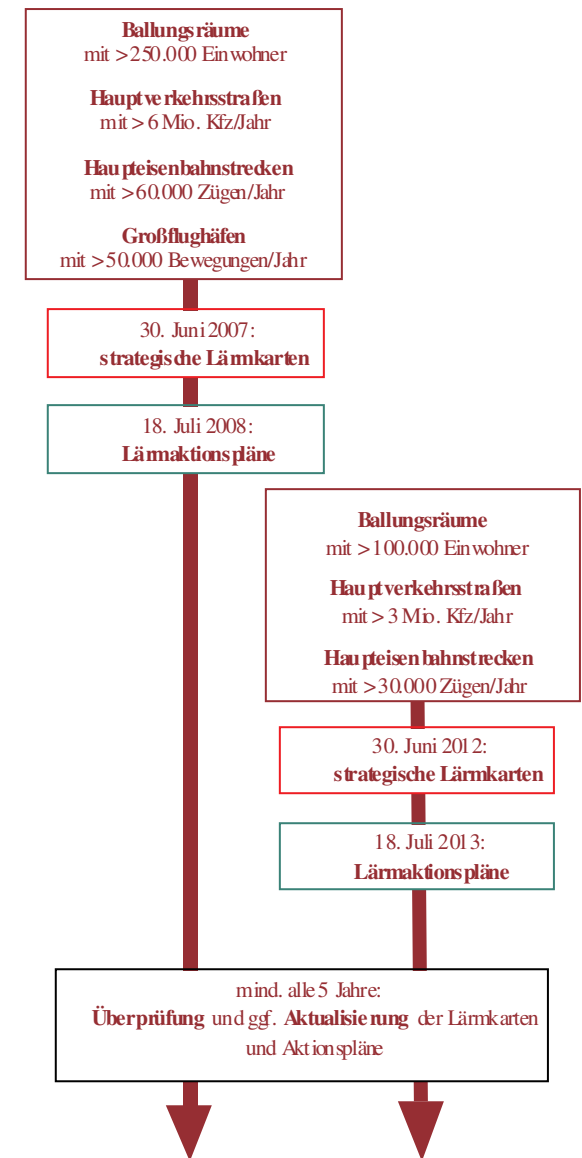 Ballungsräume
mit >250.000 Einwohner
Hauptverkehrsstraßen
mit > 6 Mio. Kfz/Jahr
Haupteisenbahnstrecken
mit >60.000 Zügen/Jahr
Großflughäfen
mit >50.000 Bewegungen/Jahr
30. Juni 2007:
strategische Lärmkarten
18. Juli 2008:
Lärmaktionspläne
Ballungsräume
mit >100.000 Einwohner
Hauptverkehrsstraßen
mit > 3 Mio. Kfz/Jahr
Haupteisenbahnstrecken
mit >30.000 Zügen/Jahr
30. Juni 2012:
strategische Lärmkarten
18. Juli 2013:
Lärmaktionspläne
mind. alle 5 Jahre:
Überprüfung und ggf. Aktualisierung der Lärmkarten
und Aktionspläne